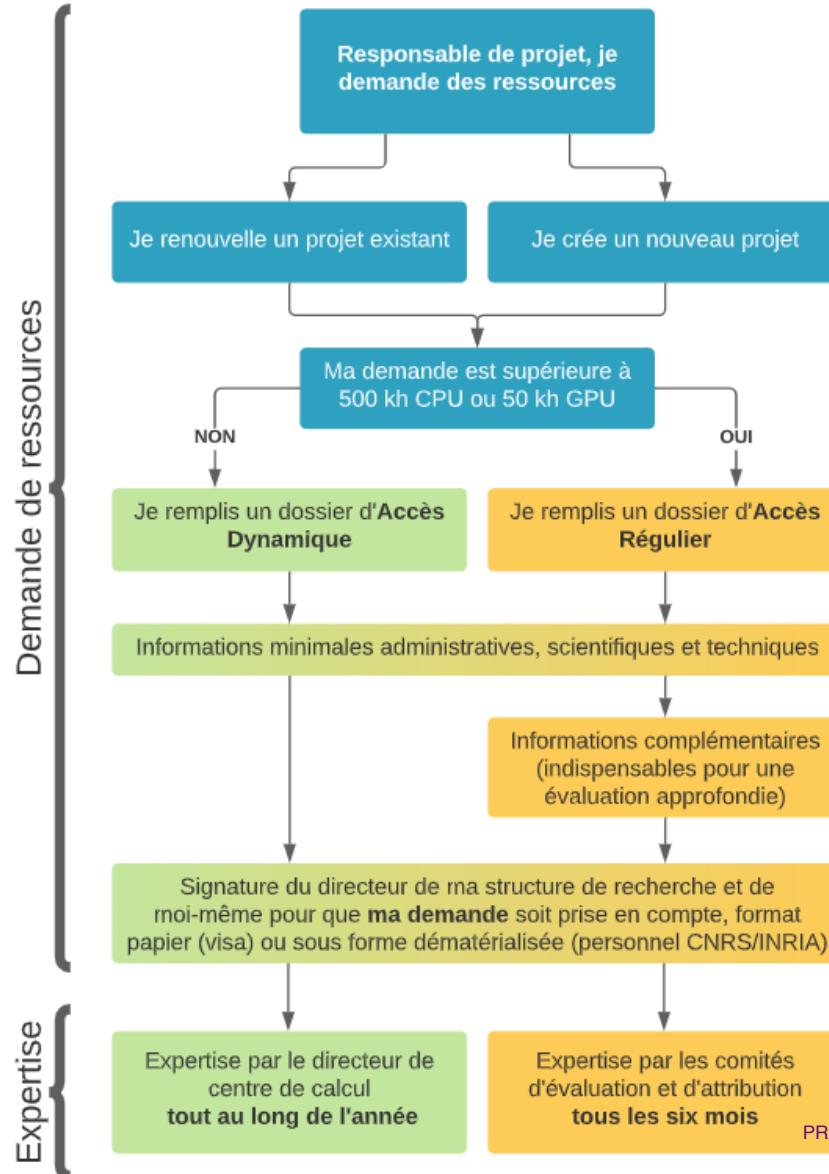 Responsable de projet, je
demande des ressources
Je renouvelle un projet existant
Je crée un nouveau projet
Demande de ressources
Ma demande est supérieure à
500 kh CPU ou 50 kh GPU
NON
OUI
Je remplis un dossier d'Accès
Dynamique
Je remplis un dossier d'Accès
Régulier
Informations minimales administratives, scientifiques et techniques
Informations complémentaires
(indispensables pour une
évaluation approfondie)
Signature du directeur de ma structure de recherche et de
moi-même pour que ma demande soit prise en compte, format
papier (visa) ou sous forme dématérialisée (personnel CNRS/INRIA)
Expertise
Expertise par le directeur de
centre de calcul
tout au long de l'année
Expertise par les comités
d'évaluation et d'attribution
tous les six mois
PR